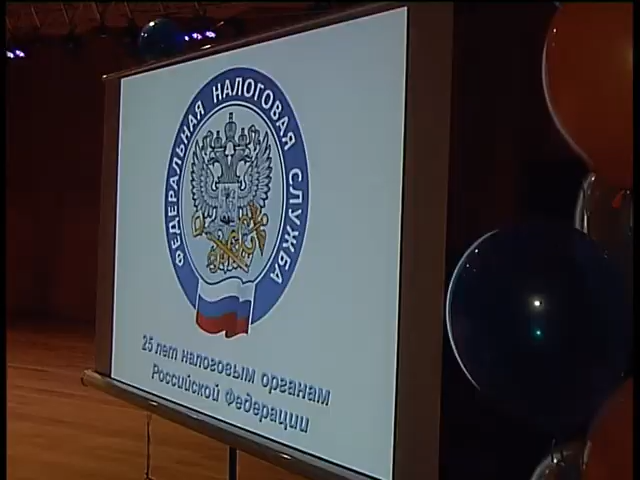 ФЕДЕРАЛЬНАЯ НАЛОГОВАЯ СЛУЖБА
25 лет налоговым органам
Российской Федерации